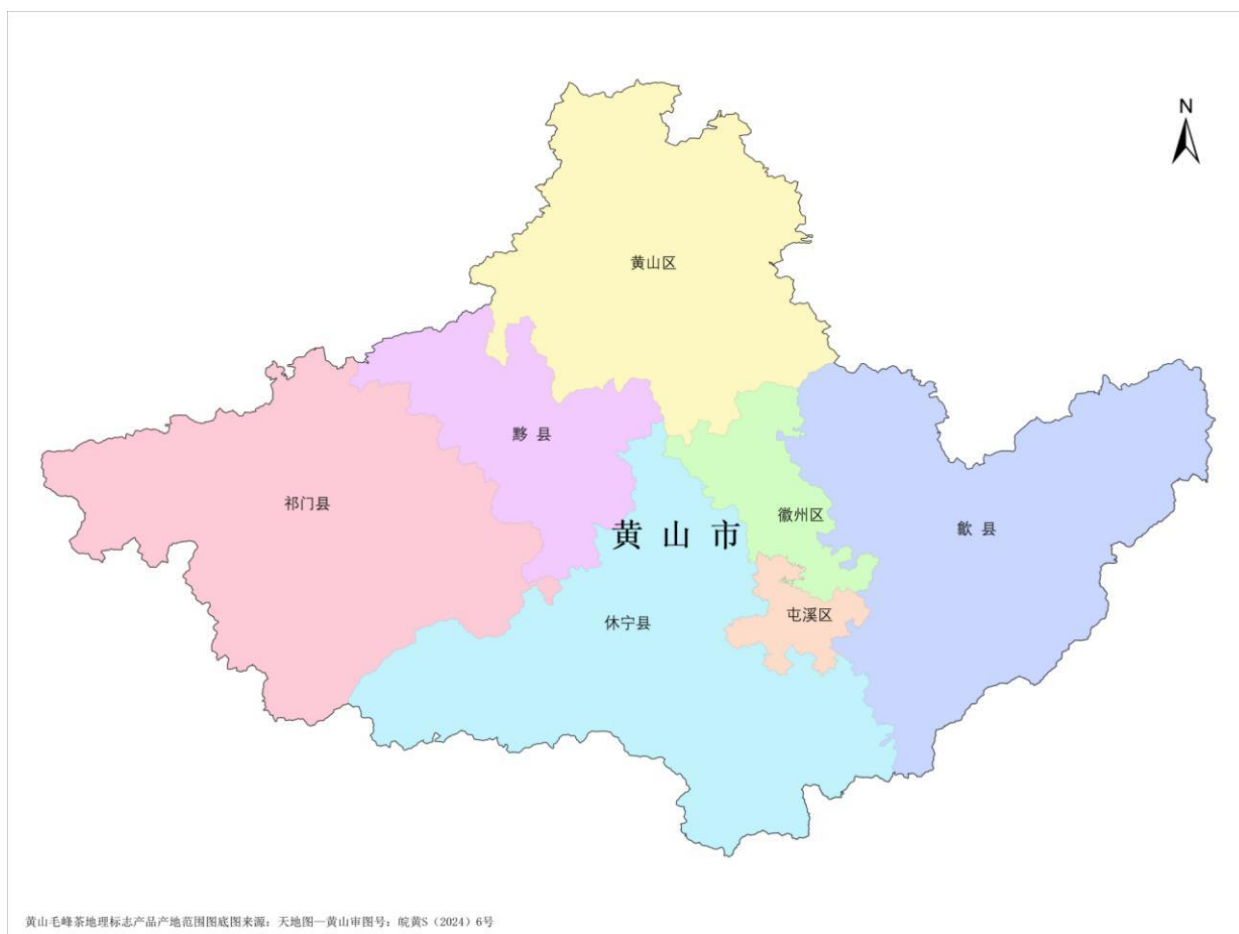 N
黄山区
黟 县
祁门县
徽州区
歙 县
黄 山 市
屯溪区
休宁县
黄山毛峰茶地理标志产品产地范围图底图来源：天地图—黄山审图号：皖黄S（2024）6号